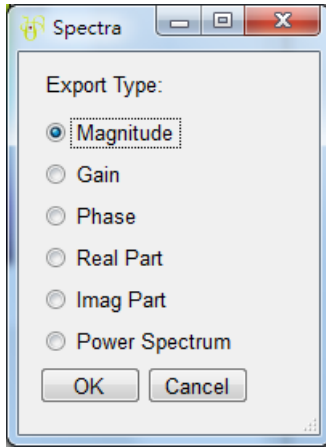 Spectra
Export Type:
Magnitude
Gain
Phase
Real Part
Imag Part
Power Spectrum
OK Cancel